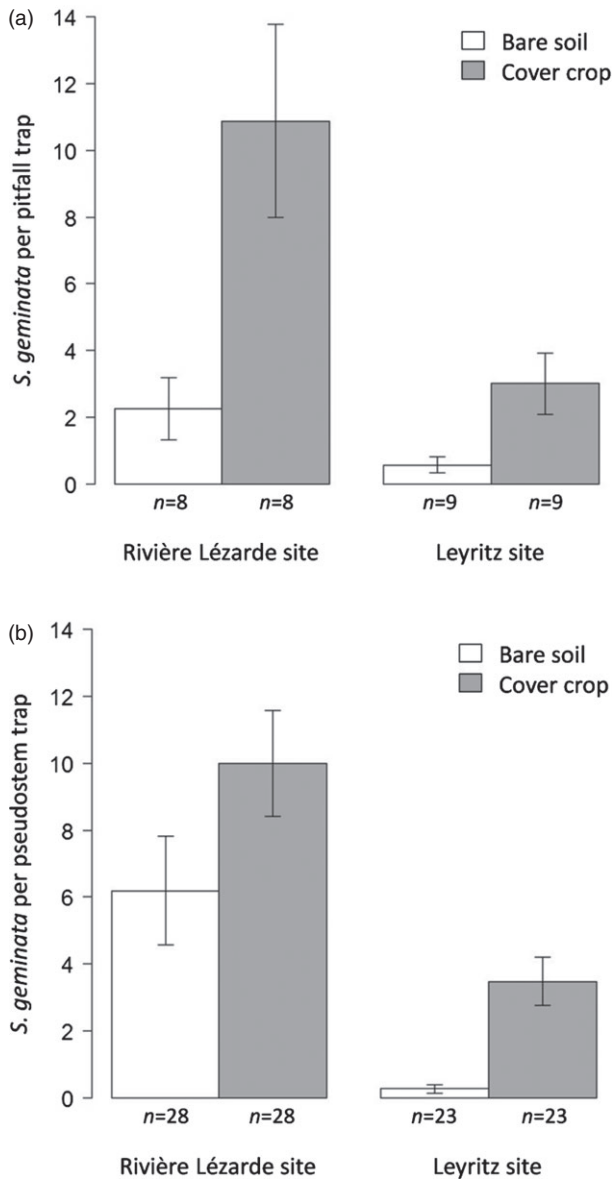 (a)
14
12
10
8
6
4
2
0
S. geminata per pitfall trap
Bare soil
Cover crop
n=8 n=8 n=9 n=9
Rivière Lézarde site Leyritz site
(b)
14
12
10
8
6
4
2
0
S. geminata per pseudostem trap
Bare soil
Cover crop
n=28 n=28 n=23 n=23
Rivière Lézarde site Leyritz site